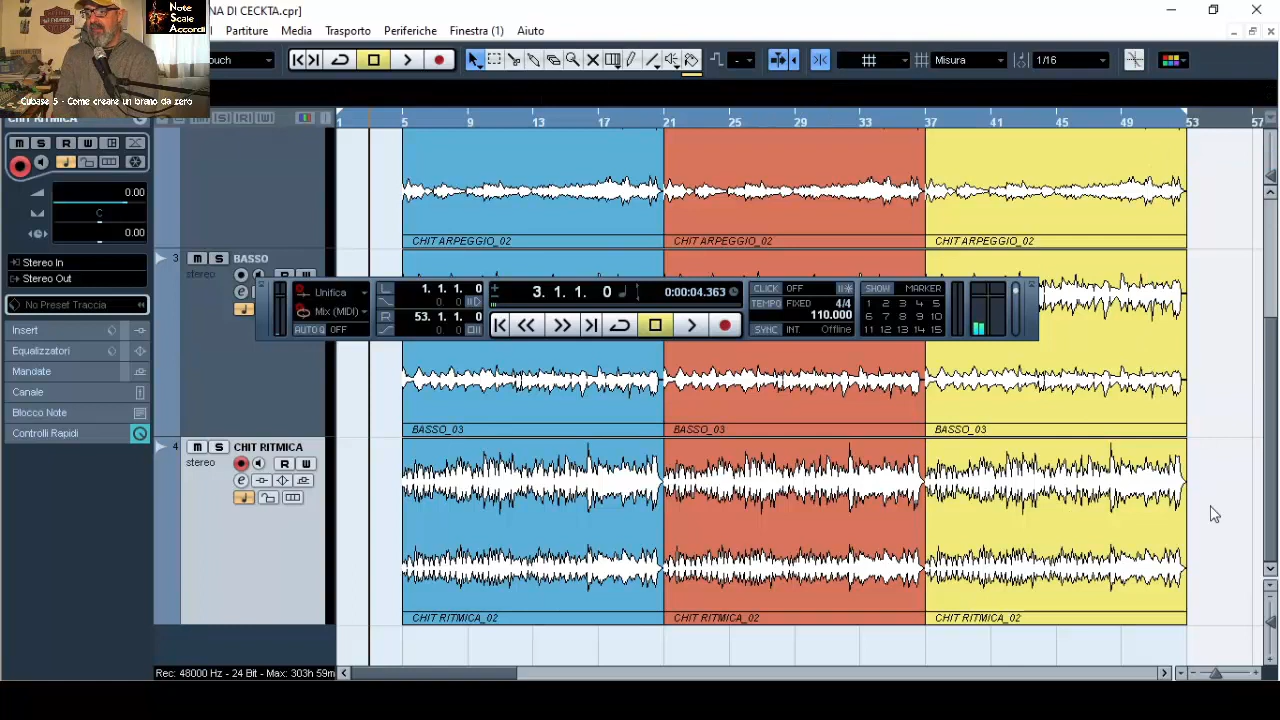 NA DI CECKTA.cpr]
Note
Scale
Accordi
Cubase 5 - Come creare un brano da zero
Partiture Media Trasporto Periferiche Finestra (1) Aiuto
ouch
Misura
1/16
CHIT RITMICA
1 5 9 13 17 21 25 29 33 37 41 45 49 53 57
M S R W
0.00
C
0.00
Stereo In
Stereo Out
No Preset Traccia
Insert
Equalizzatori
Mandate
Canale
Blocco Note
Controlli Rapidi
CHIT ARPEGGIO_02 CHIT ARPEGGIO_02 CHIT ARPEGGIO_02
3 M S BASSO
stereo R W
e
Unifica
Mix (MIDI)
AUTO Q OFF
L 1. 1. 1. 0
0. 0
R 53. 1. 1. 0
0. 0
3. 1. 1. 0 0:00:04.363
CLICK OFF
TEMPO FIXED 4/4
110.000
SYNC INT. Offline
SHOW MARKER
1 2 3 4 5
6 7 8 9 10
11 12 13 14 15
BASSO_03 BASSO_03 BASSO_03
4 M S CHIT RITMICA
stereo R W
e
CHIT RITMICA_02 CHIT RITMICA_02 CHIT RITMICA_02
Rec: 48000 Hz - 24 Bit - Max: 303h 59m